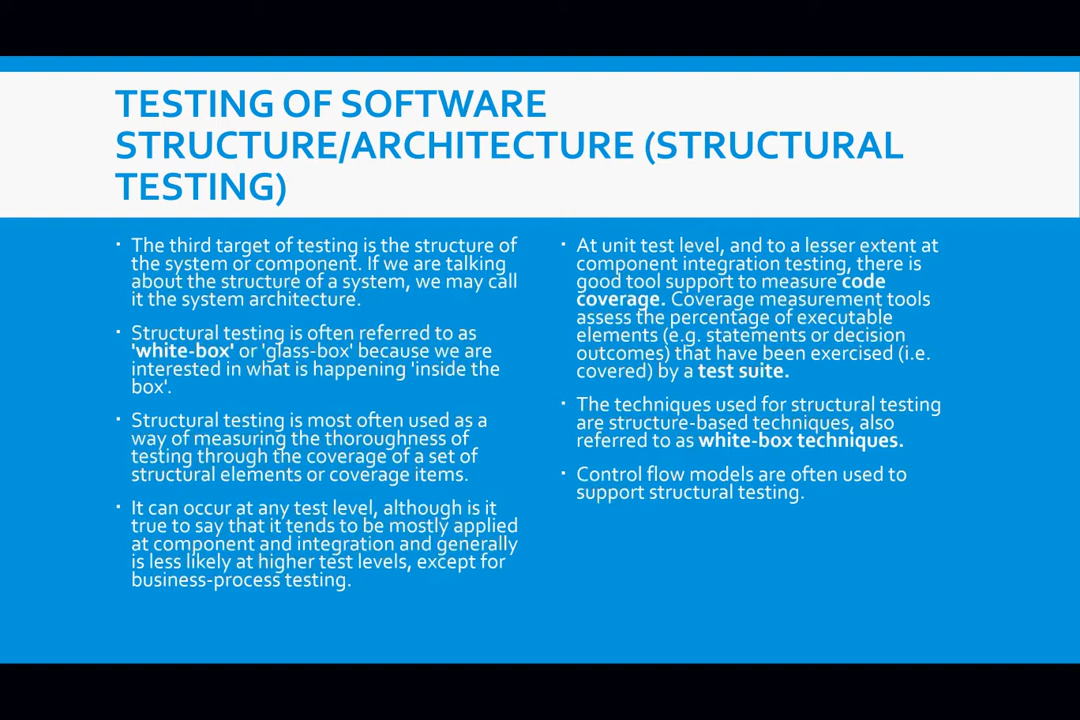 TESTING OF SOFTWARE
STRUCTURE/ARCHITECTURE (STRUCTURAL
TESTING)
▪ The third target of testing is the structure of
the system or component. If we are talking
about the structure of a system, we may call
it the system architecture.
▪ Structural testing is often referred to as
'white-box' or 'glass-box' because we are
interested in what is happening 'inside the
box'.
▪ Structural testing is most often used as a
way of measuring the thoroughness of
testing through the coverage of a set of
structural elements or coverage items.
▪ It can occur at any test level, although is it
true to say that it tends to be mostly applied
at component and integration and generally
is less likely at higher test levels, except for
business-process testing.
▪ At unit test level, and to a lesser extent at
component integration testing, there is
good tool support to measure code
coverage. Coverage measurement tools
assess the percentage of executable
elements (e.g. statements or decision
outcomes) that have been exercised (i.e.
covered) by a test suite.
▪ The techniques used for structural testing
are structure-based techniques, also
referred to as white-box techniques.
▪ Control flow models are often used to
support structural testing.